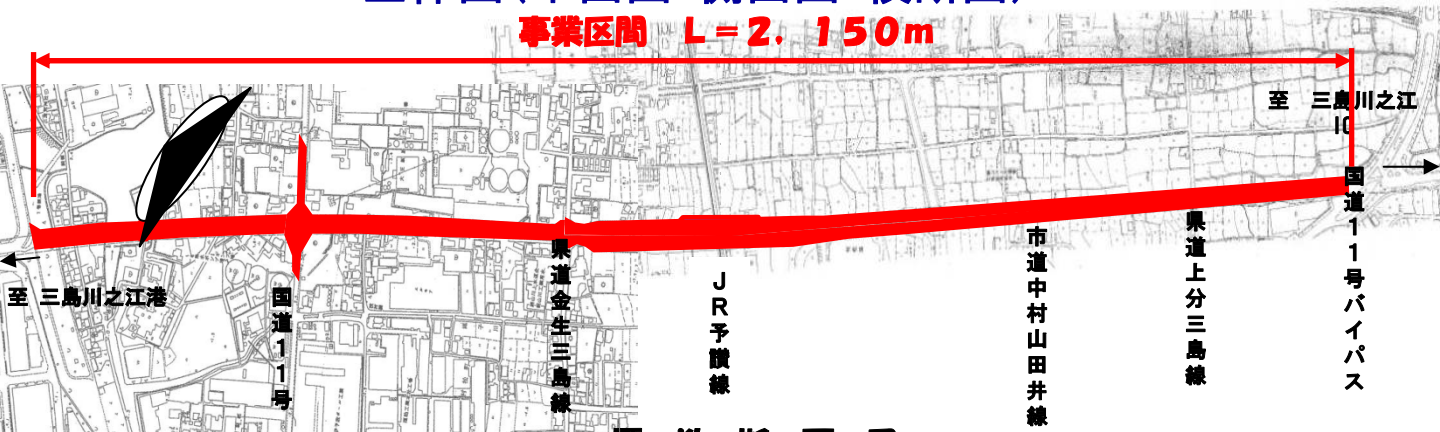 事業区間 L=2．150m
至 三島川之江
IC
至 三島川之江港
国道11号
県道金生三島線
JR予讃線
市道中村山田井線
県道上分三島線
国道11号バイパス